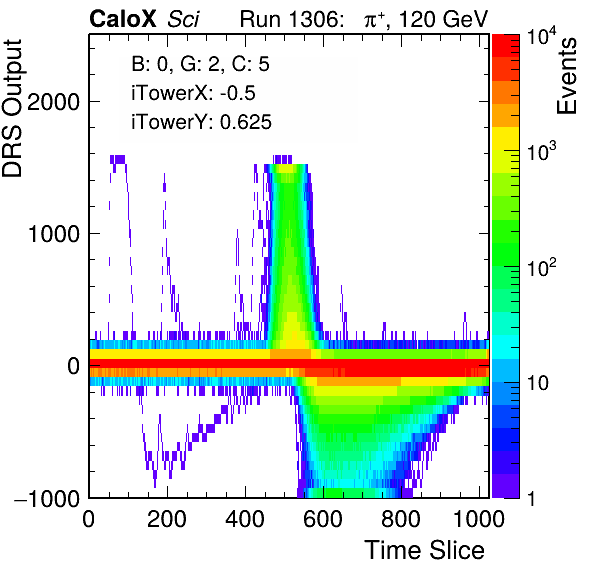 CaloX Sci Run 1306: π⁺, 120 GeV
B: 0, G: 2, C: 5
iTowerX: -0.5
iTowerY: 0.625
DRS Output
2000
1000
0
−1000
0 200 400 600 800 1000
Time Slice
10⁴
10³
10²
10
1
Events